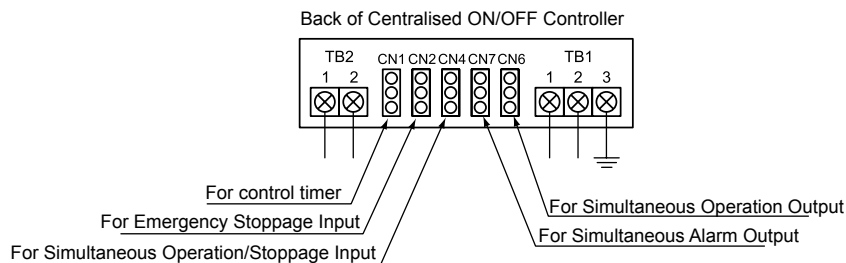 Back of Centralised ON/OFF Controller
TB2 CN1 CN2 CN4 CN7 CN6 TB1
1 2 1 2 3
For control timer
For Emergency Stoppage Input
For Simultaneous Operation/Stoppage Input
For Simultaneous Operation Output
For Simultaneous Alarm Output